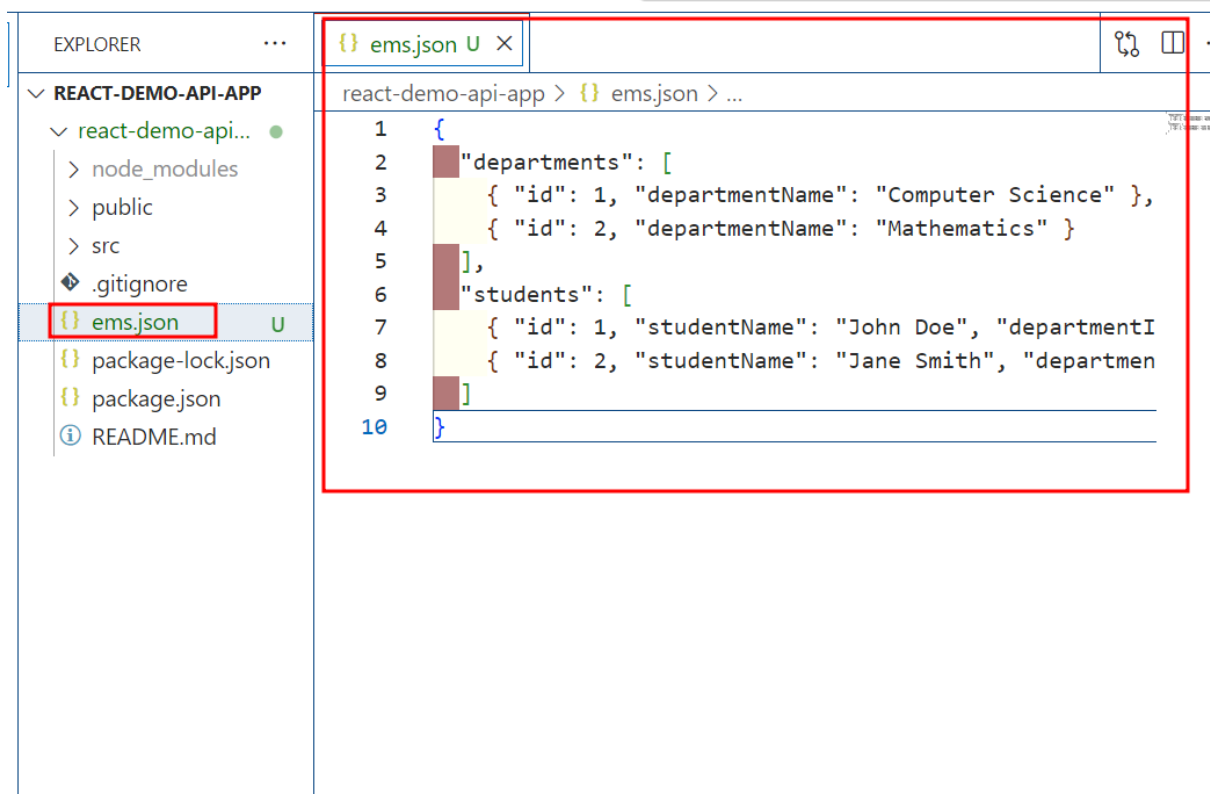 EXPLORER ...
REACT-DEMO-API-APP
react-demo-api...
node_modules
public
src
.gitignore
{} ems.json U
{} package-lock.json
{} package.json
README.md
{} ems.json U ×
react-demo-api-app > {} ems.json > ...
1 {
2 "departments": [
3 { "id": 1, "departmentName": "Computer Science" },
4 { "id": 2, "departmentName": "Mathematics" }
5 ],
6 "students": [
7 { "id": 1, "studentName": "John Doe", "departmentI
8 { "id": 2, "studentName": "Jane Smith", "departmen
9 ]
10 }